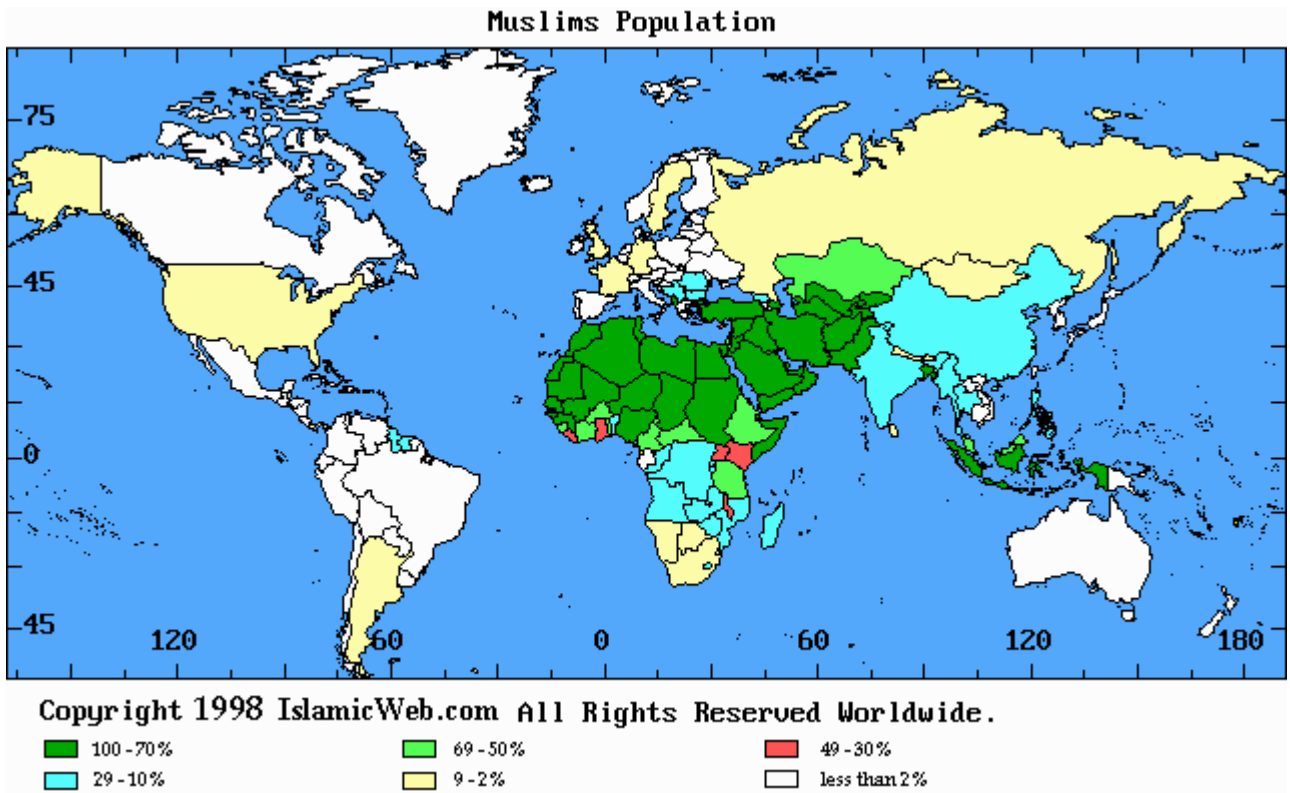 Muslims Population
75
45
0
45
120 60 0 60 120 180
Copyright 1998 IslamicWeb.com All Rights Reserved Worldwide.
100-70% 69-50% 49-30%
29-10% 9-2% less than 2%